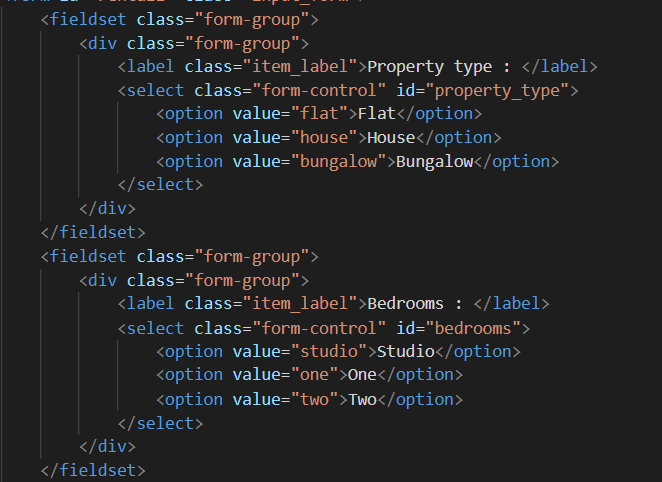 <fieldset class="form-group">
<div class="form-group">
<label class="item_label">Property type : </label>
<select class="form-control" id="property_type">
<option value="flat">Flat</option>
<option value="house">House</option>
<option value="bungalow">Bungalow</option>
</select>
</div>
</fieldset>
<fieldset class="form-group">
<div class="form-group">
<label class="item_label">Bedrooms : </label>
<select class="form-control" id="bedrooms">
<option value="studio">Studio</option>
<option value="one">One</option>
<option value="two">Two</option>
</select>
</div>
</fieldset>